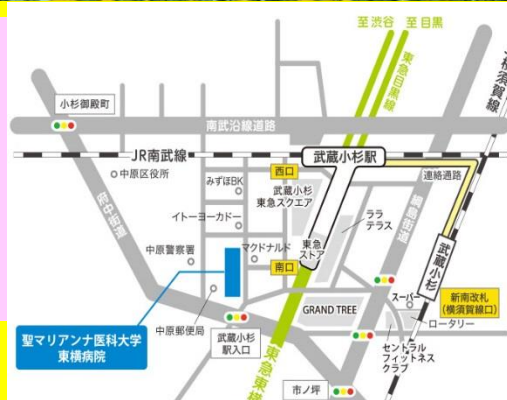 至渋谷 至目黒
東急目黒線
横須賀線
小杉御殿町
南武沿線道路
JR南武線
武蔵小杉駅
中原区役所
西口
連絡通路
みずほBK
武蔵小杉
東急スクエア
綱島街道
府中街道
イトーヨーカドー
ララ
テラス
武蔵小杉
中原警察署
マクドナルド
東急
ストア
南口
スーパー
新南改札
(横須賀線口)
GRAND TREE
ロータリー
中原郵便局
聖マリアンナ医科大学
東横病院
武蔵小杉
駅入口
セントラル
フィットネス
クラブ
東急東横
市ノ坪